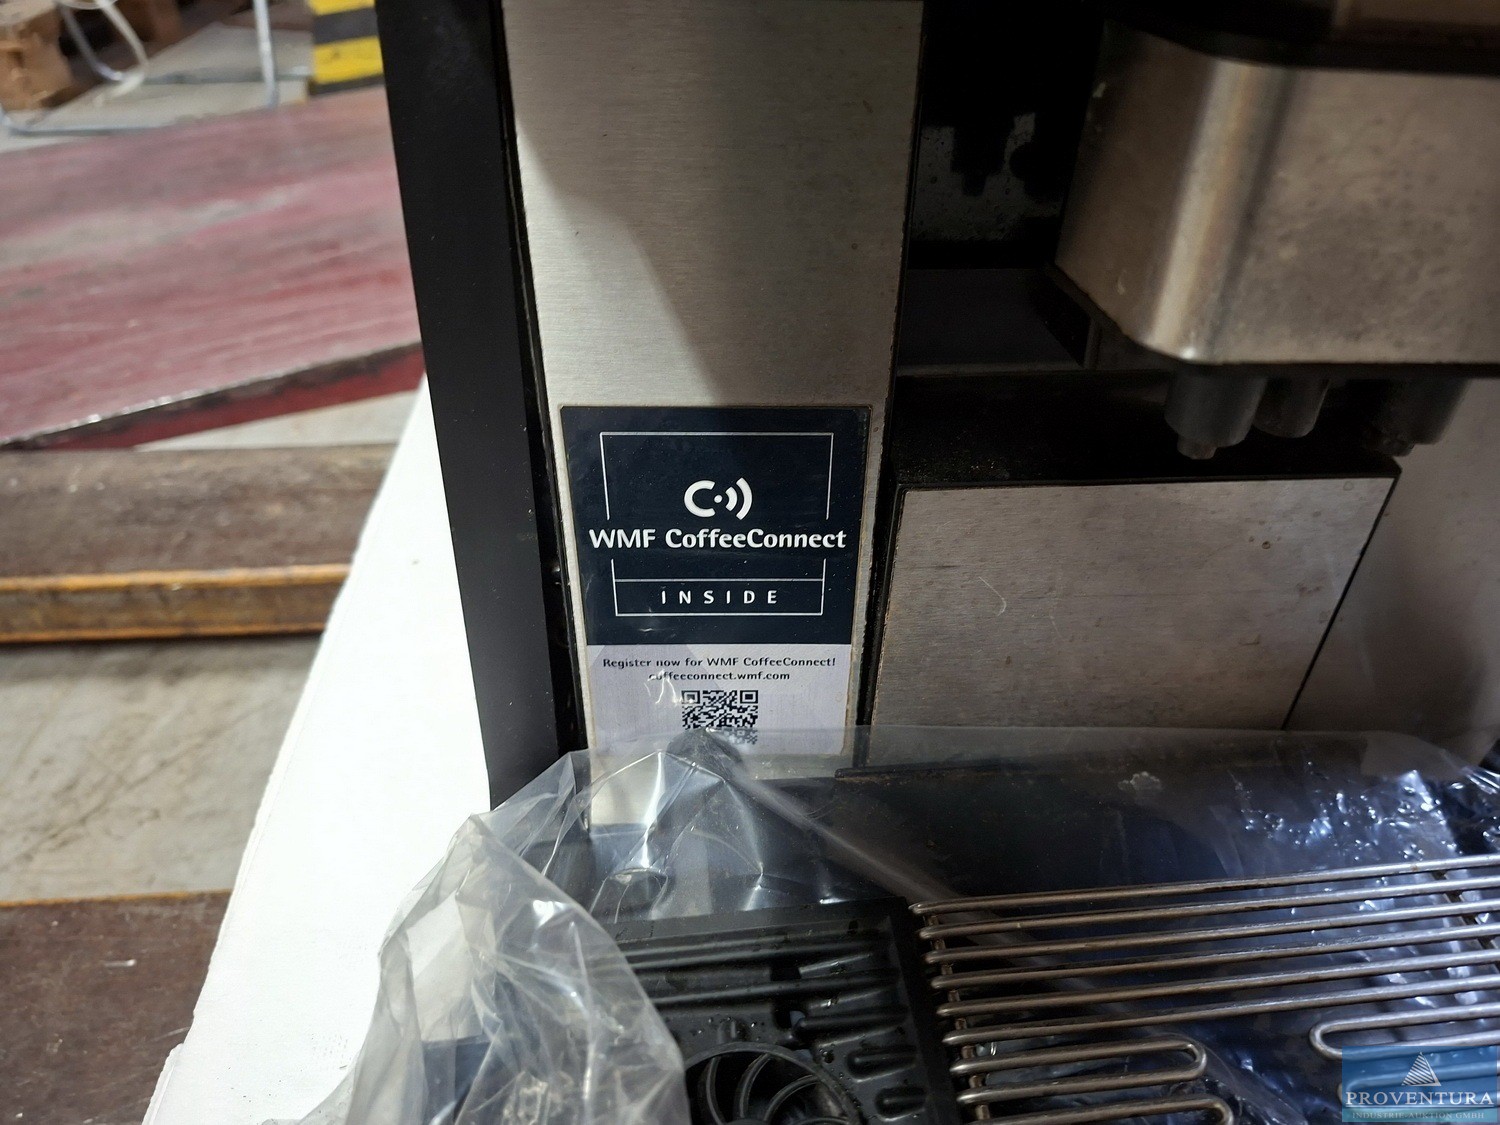 WMF CoffeeConnect
INSIDE
Register now for WMF CoffeeConnect!
coffeeconnect.wmf.com
PROVENTURA
INDUSTRIE-AUKTION GMBH